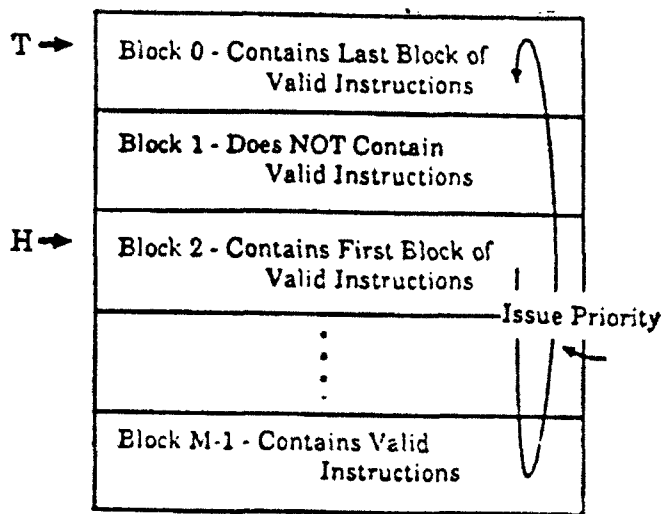 T
Block 0 - Contains Last Block of
Valid Instructions
Block 1 - Does NOT Contain
Valid Instructions
H
Block 2 - Contains First Block of
Valid Instructions
Issue Priority
Block M-1 - Contains Valid
Instructions